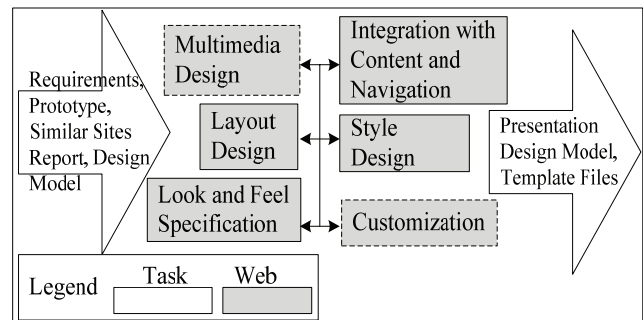 Requirements,
Prototype,
Similar Sites
Report, Design
Model
Multimedia
Design
Layout
Design
Look and Feel
Specification
Integration with
Content and
Navigation
Style
Design
Customization
Presentation
Design Model,
Template Files
Legend
Task
Web